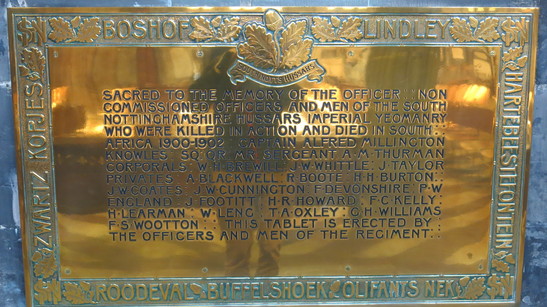 BOSHOF LINDLEY
ZWARTZ KOPJES
HARTEBEESTFONTEIN
HUSSARS
SACRED TO THE MEMORY OF THE OFFICER :: NON
COMMISSIONED OFFICERS AND MEN OF THE SOUTH
NOTTINGHAMSHIRE HUSSARS IMPERIAL YEOMANRY
WHO WERE KILLED IN ACTION AND DIED IN SOUTH ::
AFRICA 1900-1902 CAPTAIN ALFRED MILLINGTON
KNOWLES SQ. QR. MR. SERGEANT A.M. THURMAN
CORPORALS J.W. WHITTLE J. TAYLOR
PRIVATES A. BLACKWELL R. BOOTE H.H. BURTON ::
J.W. COATES J.W. CUNNINGTON F. DEVONSHIRE P.W
ENGLAND J. FOOTITT H.R. HOWARD F.C. KELLY :
H. LEARMAN W. LENG T.A. OXLEY G.H. WILLIAMS
F.S. WOOTTON :: THIS TABLET IS ERECTED BY ::
THE OFFICERS AND MEN OF THE REGIMENT ::
ROODEVAL BUFFELSHOEK OLIFANTS NEK